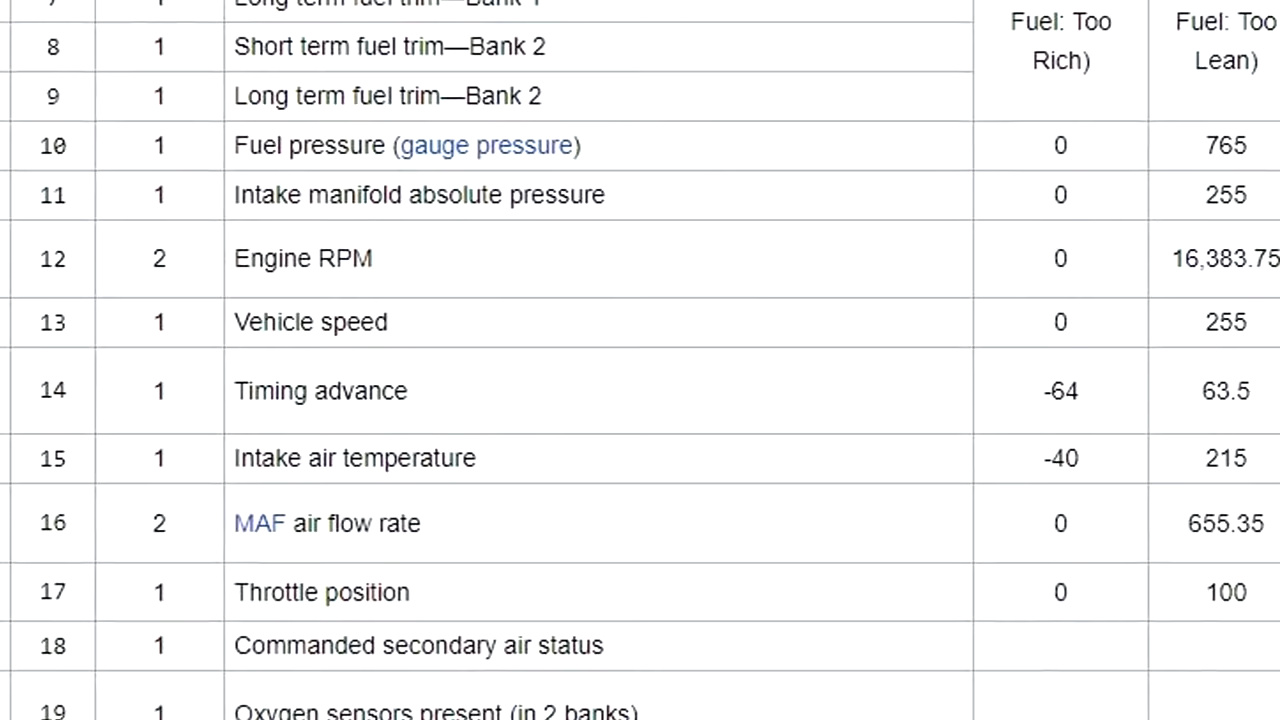 7 1 Long term fuel trim—Bank 1
Fuel: Too Rich)
Fuel: Too Lean)
8 1 Short term fuel trim—Bank 2
9 1 Long term fuel trim—Bank 2
10 1 Fuel pressure (gauge pressure) 0 765
11 1 Intake manifold absolute pressure 0 255
12 2 Engine RPM 0 16,383.75
13 1 Vehicle speed 0 255
14 1 Timing advance -64 63.5
15 1 Intake air temperature -40 215
16 2 MAF air flow rate 0 655.35
17 1 Throttle position 0 100
18 1 Commanded secondary air status
19 1 Oxygen sensors present (in 2 banks)